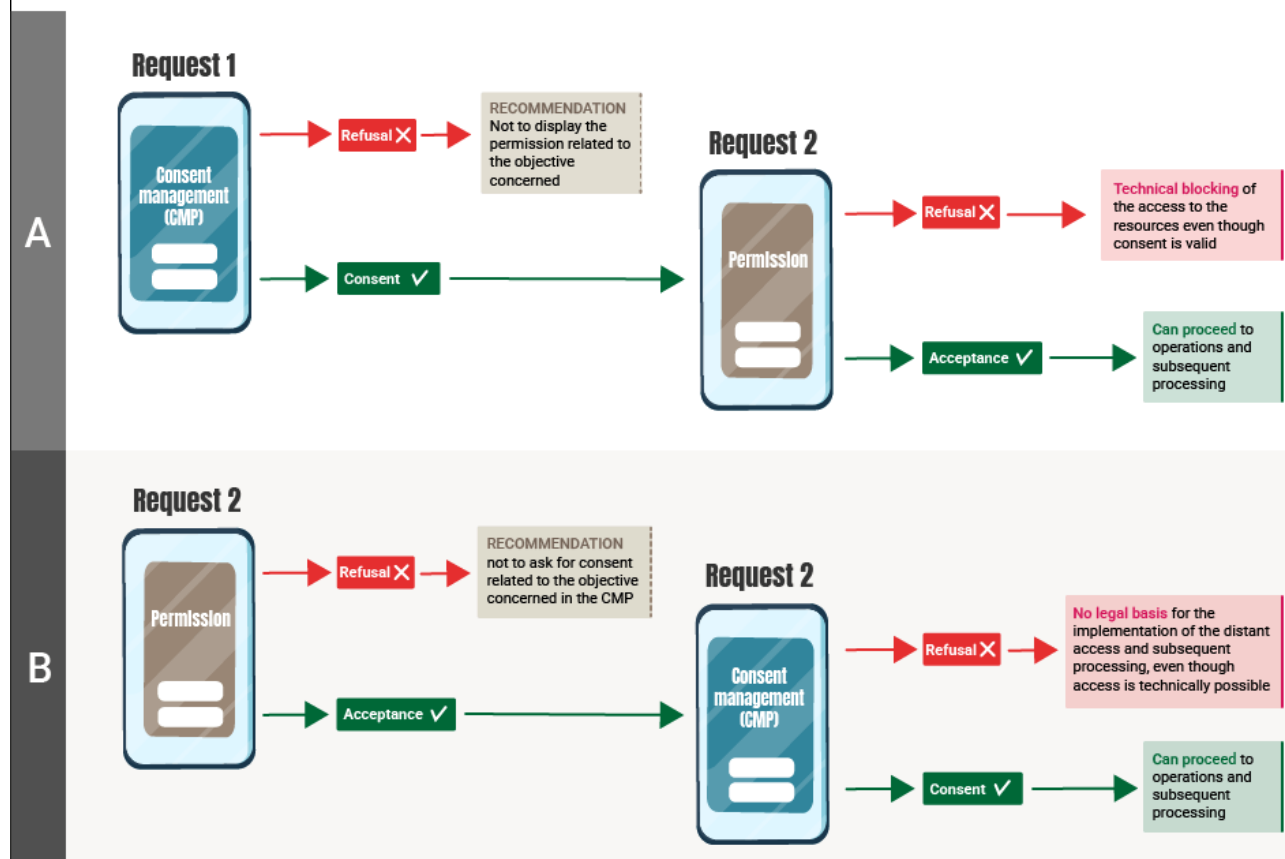 A
Request 1
Consent
management
(CMP)
Refusal
RECOMMENDATION
Not to display the
permission related to
the objective
concerned
Consent
Request 2
Permission
Refusal
Technical blocking of
the access to the
resources even though
consent is valid
Acceptance
Can proceed to
operations and
subsequent
processing
B
Request 2
Permission
Refusal
RECOMMENDATION
not to ask for consent
related to the objective
concerned in the CMP
Acceptance
Request 2
Consent
management
(CMP)
Refusal
No legal basis for the
implementation of the distant
access and subsequent
processing, even though
access is technically possible
Consent
Can proceed to
operations and
subsequent
processing